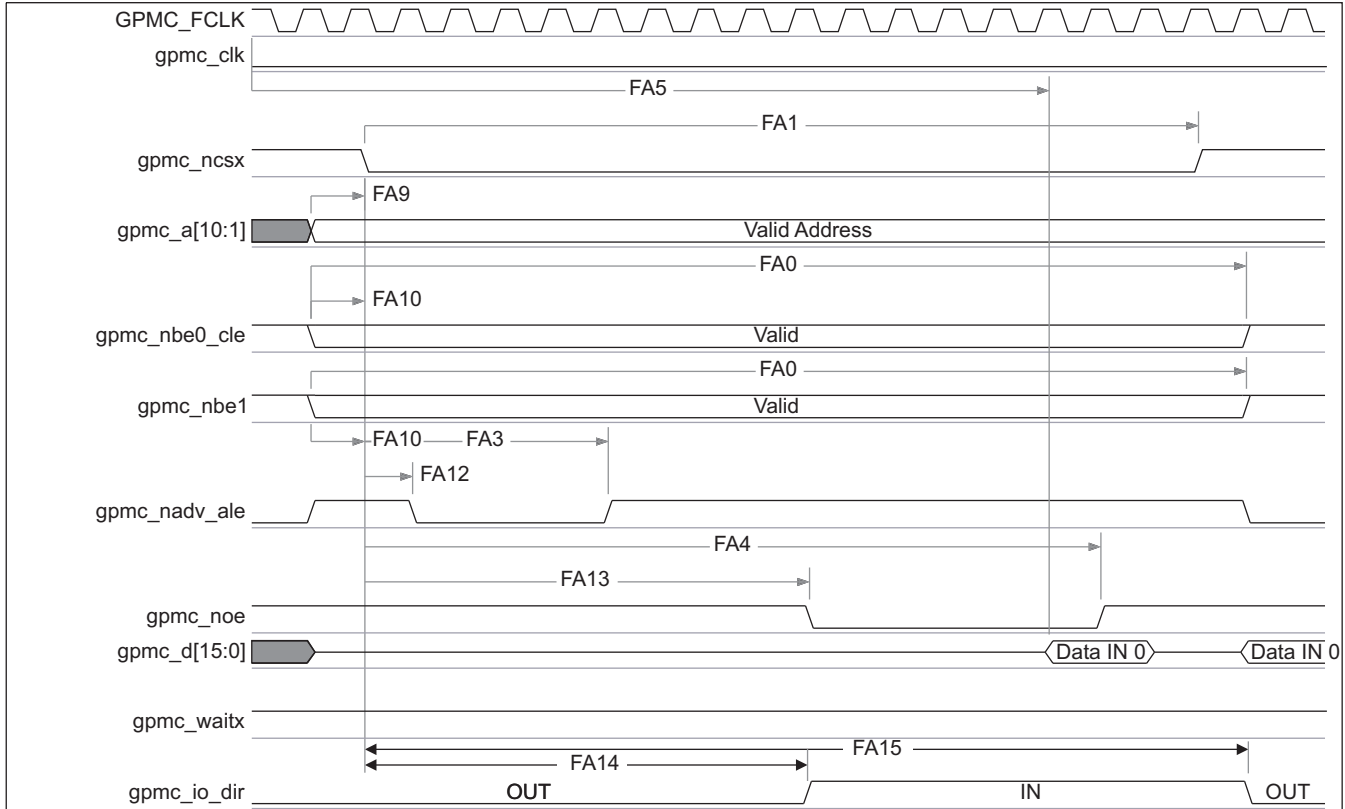 GPMC_FCLK
gpmc_clk
FA5
FA1
gpmc_ncsx
FA9
gpmc_a[10:1]
Valid Address
FA0
FA10
gpmc_nbe0_cle
Valid
FA0
gpmc_nbe1
Valid
FA10
FA3
FA12
gpmc_nadv_ale
FA4
FA13
gpmc_noe
gpmc_d[15:0]
Data IN 0
Data IN 0
gpmc_waitx
FA15
FA14
gpmc_io_dir
OUT
IN
OUT